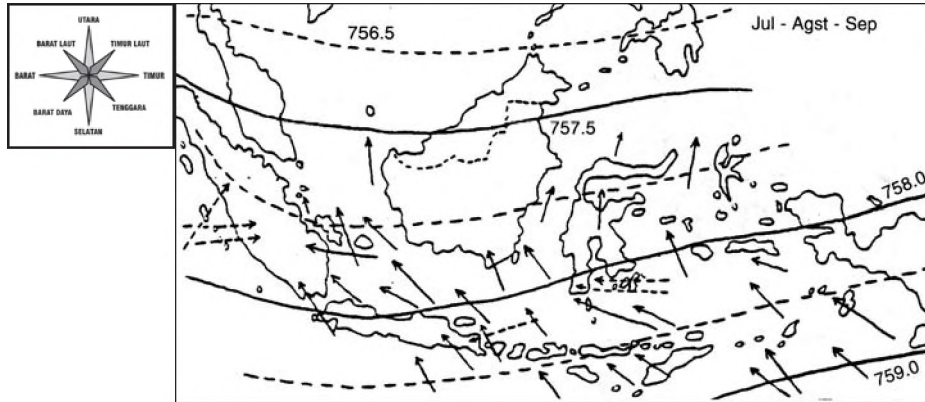 UTARA
BARAT LAUT
TIMUR LAUT
BARAT
TIMUR
BARAT DAYA
TENGGARA
SELATAN
756.5
Jul - Agst - Sep
757.5
758.0
759.0